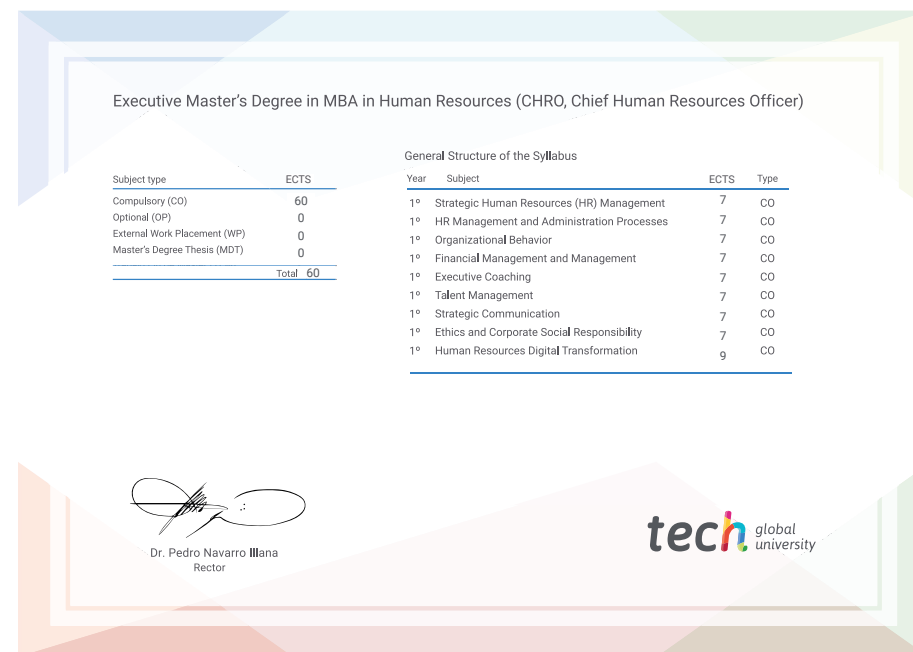 Executive Master's Degree in MBA in Human Resources (CHRO, Chief Human Resources Officer)
Subject type ECTS
Compulsory (CO) 60
Optional (OP) 0
External Work Placement (WP) 0
Master's Degree Thesis (MDT) 0
Total 60
General Structure of the Syllabus
Year Subject ECTS Type
1º Strategic Human Resources (HR) Management 7 CO
1º HR Management and Administration Processes 7 CO
1º Organizational Behavior 7 CO
1º Financial Management and Management 7 CO
1º Executive Coaching 7 CO
1º Talent Management 7 CO
1º Strategic Communication 7 CO
1º Ethics and Corporate Social Responsibility 7 CO
1º Human Resources Digital Transformation 9 CO
Dr. Pedro Navarro Illana
Rector
tech global
university